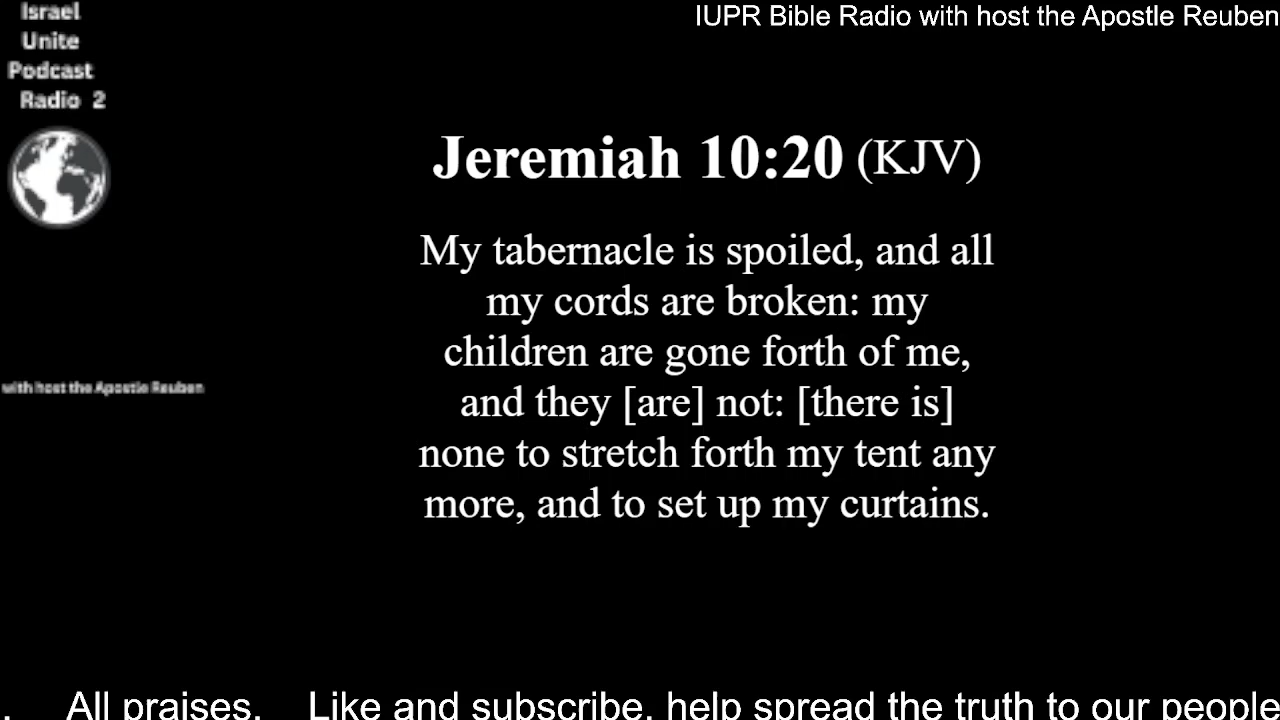 Israel
Unite
Podcast
Radio 2
IUPR Bible Radio with host the Apostle Reuben
Jeremiah 10:20 (KJV)
My tabernacle is spoiled, and all
my cords are broken: my
children are gone forth of me,
and they [are] not: [there is]
none to stretch forth my tent any
more, and to set up my curtains.
with host the Apostle Reuben
. All praises. Like and subscribe, help spread the truth to our people